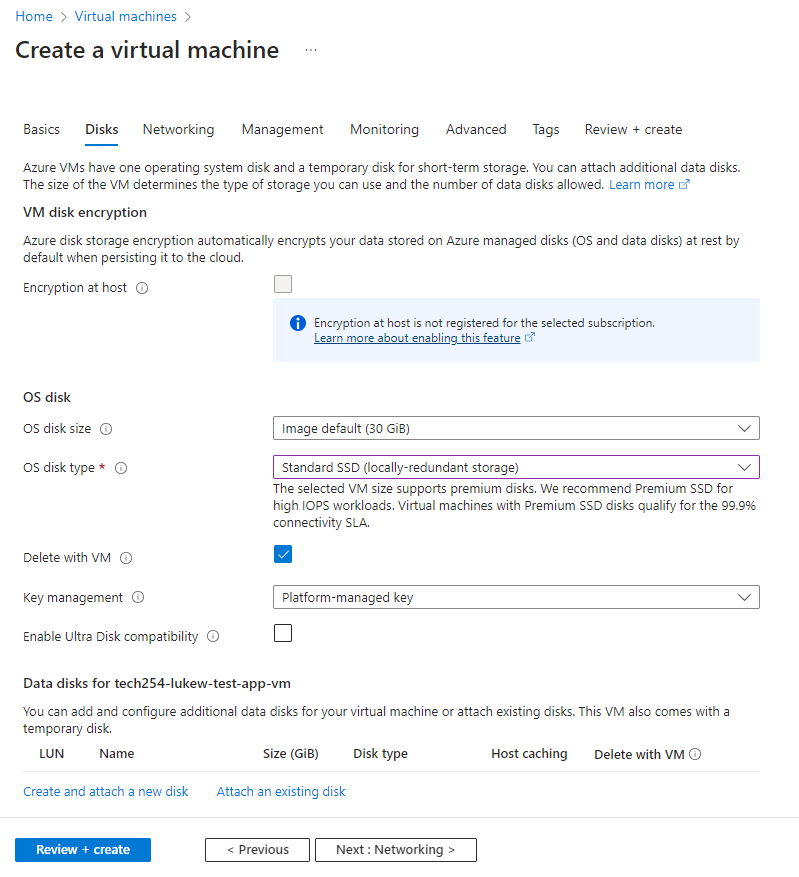 Home > Virtual machines >
Create a virtual machine ...
Basics Disks Networking Management Monitoring Advanced Tags Review + create
Azure VMs have one operating system disk and a temporary disk for short-term storage. You can attach additional data disks.
The size of the VM determines the type of storage you can use and the number of data disks allowed. Learn more
VM disk encryption
Azure disk storage encryption automatically encrypts your data stored on Azure managed disks (OS and data disks) at rest by
default when persisting it to the cloud.
Encryption at host
Encryption at host is not registered for the selected subscription.
Learn more about enabling this feature
OS disk
OS disk size Image default (30 GiB)
OS disk type * Standard SSD (locally-redundant storage)
The selected VM size supports premium disks. We recommend Premium SSD for
high IOPS workloads. Virtual machines with Premium SSD disks qualify for the 99.9%
connectivity SLA.
Delete with VM
Key management Platform-managed key
Enable Ultra Disk compatibility
Data disks for tech254-lukew-test-app-vm
You can add and configure additional data disks for your virtual machine or attach existing disks. This VM also comes with a
temporary disk.
LUN Name Size (GiB) Disk type Host caching Delete with VM
Create and attach a new disk Attach an existing disk
Review + create < Previous Next : Networking >